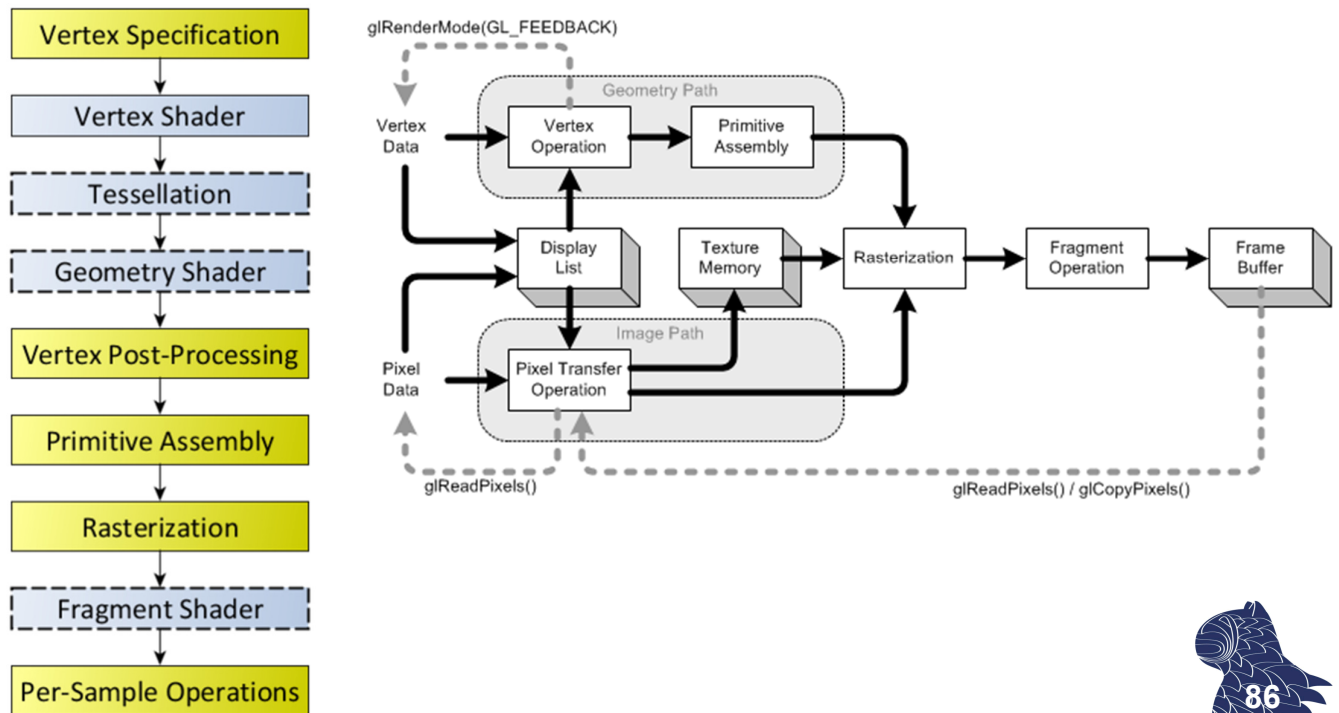 Vertex Specification
Vertex Shader
Tessellation
Geometry Shader
Vertex Post-Processing
Primitive Assembly
Rasterization
Fragment Shader
Per-Sample Operations
glRenderMode(GL_FEEDBACK)
Geometry Path
Vertex
Data
Vertex
Operation
Primitive
Assembly
Display
List
Texture
Memory
Rasterization
Fragment
Operation
Frame
Buffer
Image Path
Pixel
Data
Pixel Transfer
Operation
glReadPixels()
glReadPixels() / glCopyPixels()
86